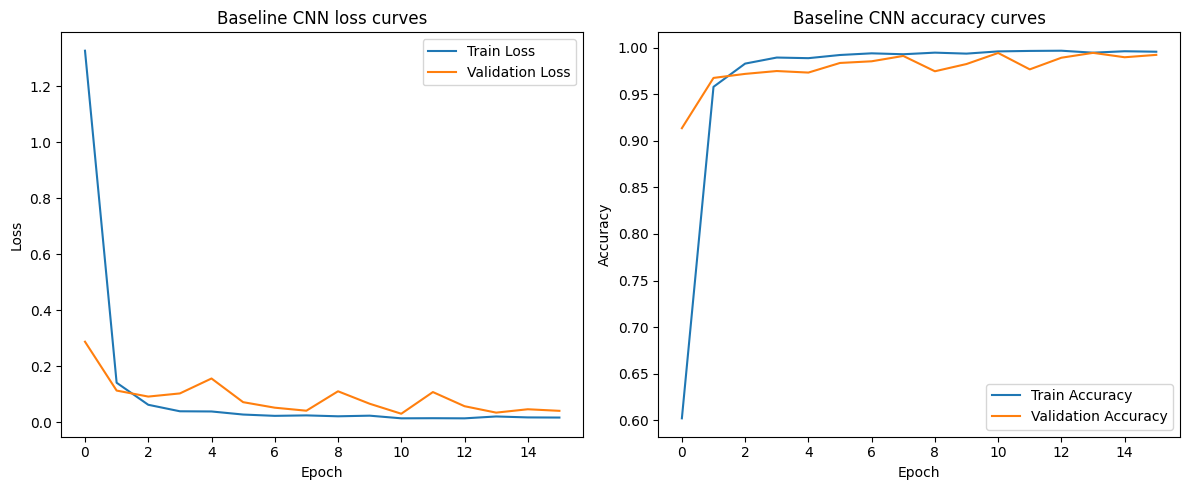 Baseline CNN loss curves
Train Loss
Validation Loss
Loss
1.2
1.0
0.8
0.6
0.4
0.2
0.0
0 2 4 6 8 10 12 14
Epoch
Baseline CNN accuracy curves
Accuracy
1.00
0.95
0.90
0.85
0.80
0.75
0.70
0.65
0.60
Train Accuracy
Validation Accuracy
0 2 4 6 8 10 12 14
Epoch